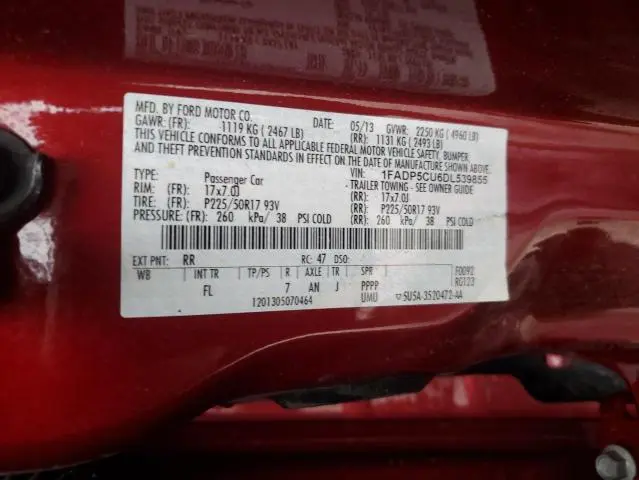 MFD. BY FORD MOTOR CO.
DATE: 05/13 GVWR: 2250 KG ( 4960 LB)
GAWR: (FR): 1119 KG ( 2467 LB) (RR): 1131 KG ( 2493 LB)
THIS VEHICLE CONFORMS TO ALL APPLICABLE FEDERAL MOTOR VEHICLE SAFETY, BUMPER,
AND THEFT PREVENTION STANDARDS IN EFFECT ON THE DATE OF MANUFACTURE SHOWN ABOVE.
VIN: 1FADP5CU6DL539855
TYPE: Passenger Car TRAILER TOWING - SEE OWNER GUIDE
RIM: (FR) 17x7.0J (RR): 17x7.0J
TIRE: (FR) P225/50R17 93V (RR): P225/50R17 93V
PRESSURE: (FR): 260 kPa/ 38 PSI COLD (RR): 260 kPa/ 38 PSI COLD
EXT PNT: RR RC: 47 DSO:
WB INT TR TP/PS R AXLE TR SPR F0092
FL 7 AN J PPPP RG123
1201305070464 UMU 5U5A-3520472-AA